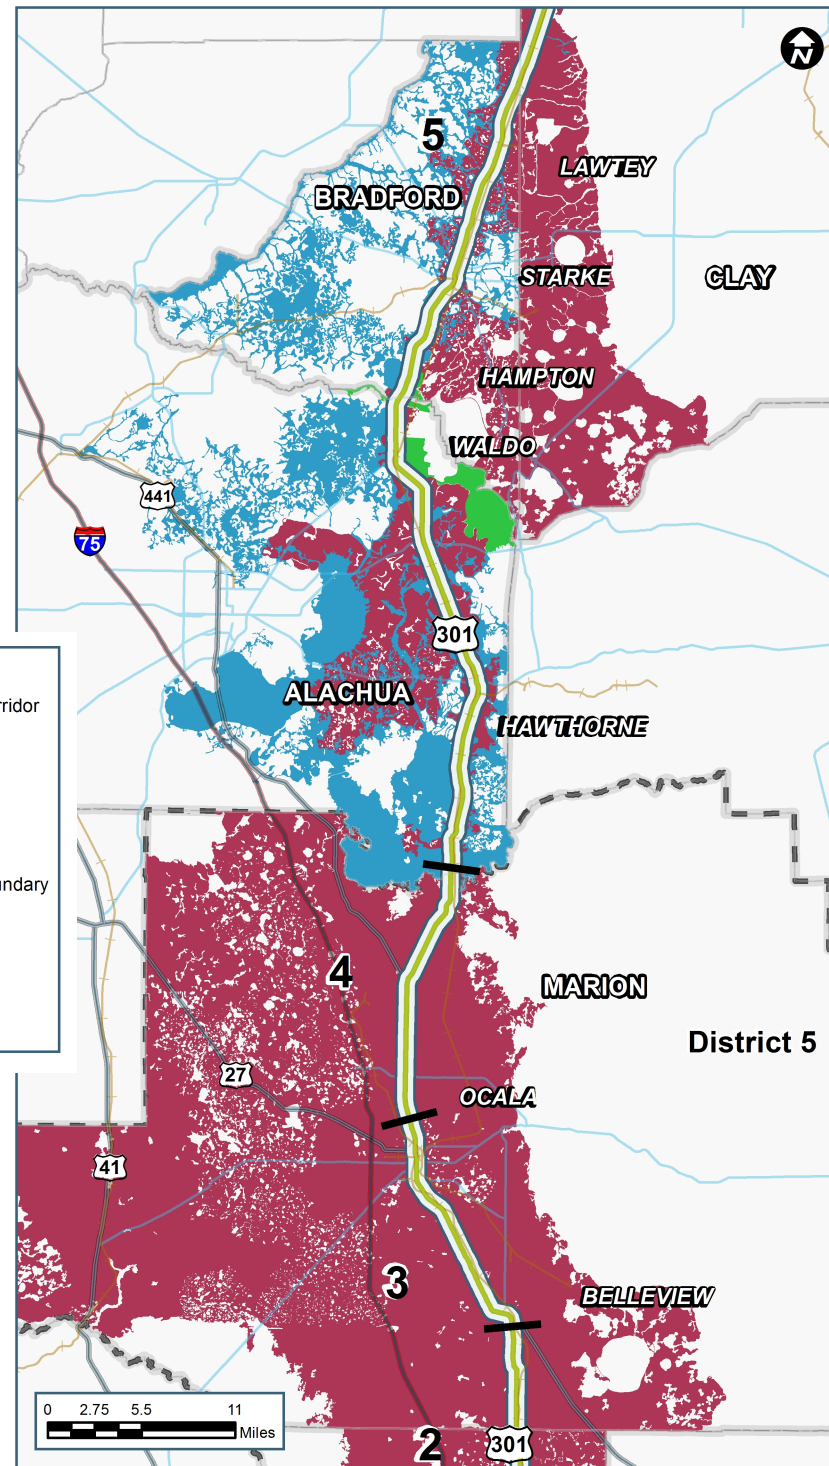 N
5
LAWTEY
BRADFORD
STARKE
CLAY
HAMPTON
WALDO
441
75
301
ALACHUA
rridor
HAWTHORNE
undary
4
MARION
District 5
27
OCALA
41
3
BELLEVIEW
0 2.75 5.5 11
Miles
2
301